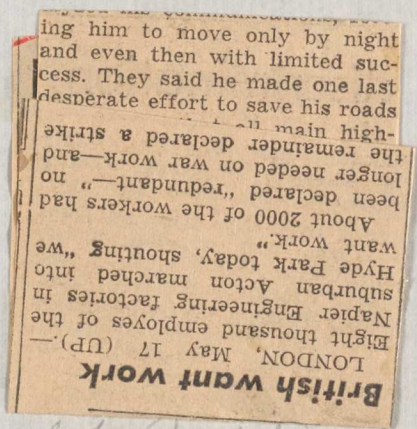 ing him to move only by night
and even then with limited suc-
cess. They said he made one last
desperate effort to save his roads
all main high-
British want work
LONDON, May 17 (UP).—
Eight thousand employes of the
Napier Engineering factories in
suburban Acton marched into
Hyde Park today, shouting "we
want work."
About 2000 of the workers had
been declared "redundant—" no
longer needed on war work—and
the remainder declared a strike